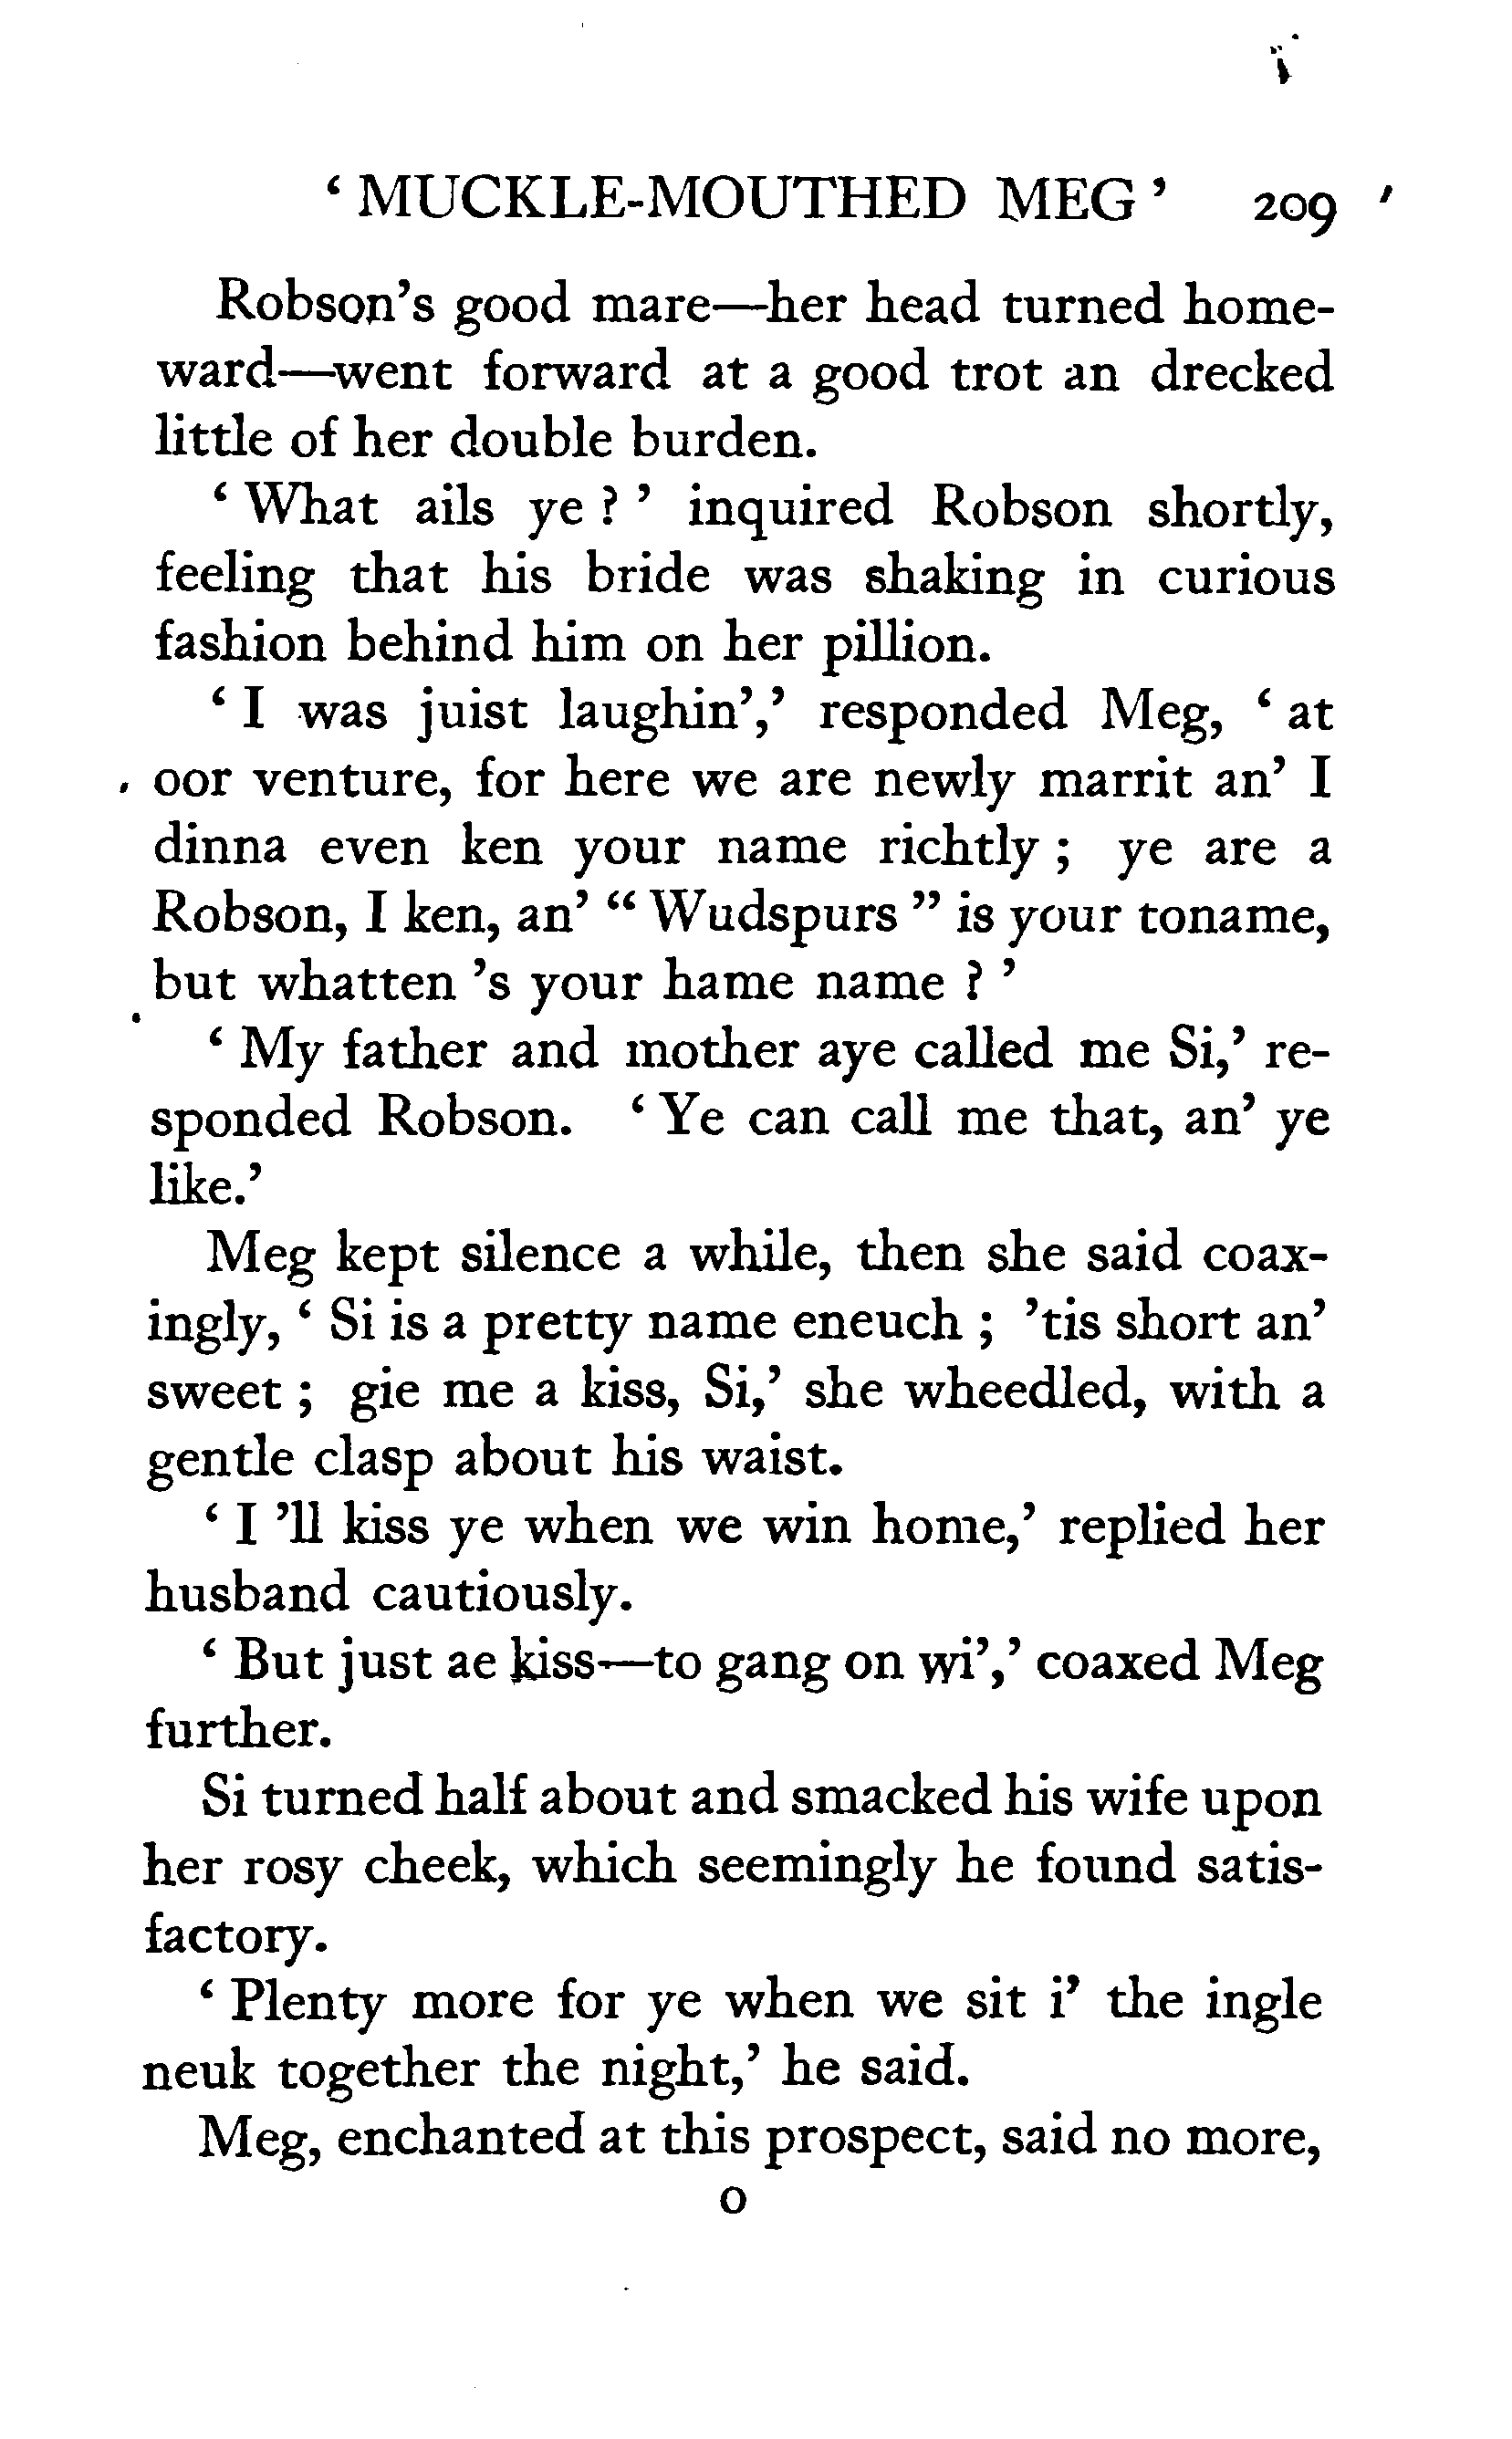 ‘ MUCKLE-MOUTHED MEG ’ 209
Robson’s good mare—her head turned home-
ward—went forward at a good trot an drecked
little of her double burden.
‘ What ails ye ? ’ inquired Robson shortly,
feeling that his bride was shaking in curious
fashion behind him on her pillion.
‘ I was juist laughin’,’ responded Meg, ‘ at
oor venture, for here we are newly marrit an’ I
dinna even ken your name richtly ; ye are a
Robson, I ken, an’ “ Wudspurs ” is your toname,
but whatten ’s your hame name ? ’
‘ My father and mother aye called me Si,’ re-
sponded Robson. ‘ Ye can call me that, an’ ye
like.’
Meg kept silence a while, then she said coax-
ingly, ‘ Si is a pretty name eneuch ; ’tis short an’
sweet ; gie me a kiss, Si,’ she wheedled, with a
gentle clasp about his waist.
‘ I ’ll kiss ye when we win home,’ replied her
husband cautiously.
‘ But just ae kiss—to gang on wi’,’ coaxed Meg
further.
Si turned half about and smacked his wife upon
her rosy cheek, which seemingly he found satis-
factory.
‘ Plenty more for ye when we sit i’ the ingle
neuk together the night,’ he said.
Meg, enchanted at this prospect, said no more,
O